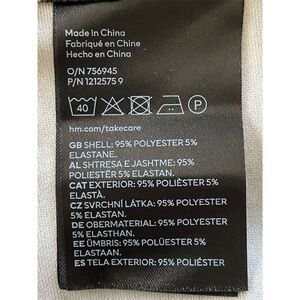 Made in China
Fabriqué en Chine
Hecho en China
O/N 756945
P/N 1212575 9
40
P
hm.com/takecare
GB SHELL: 95% POLYESTER 5%
ELASTANE.
AL SHTRESA E JASHTME: 95%
POLIESTËR 5% ELASTAN.
CAT EXTERIOR: 95% POLIÈSTER 5%
ELASTÀ.
CZ SVRCHNÍ LÁTKA: 95% POLYESTER
5% ELASTAN.
DE OBERMATERIAL: 95% POLYESTER
5% ELASTHAN.
EE ÜMBRIS: 95% POLÜESTER 5%
ELASTAAN.
ES TELA EXTERIOR: 95% POLIÉSTER